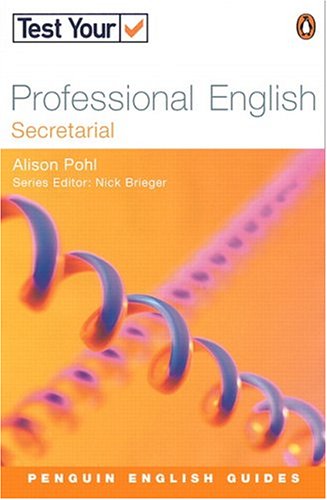 Test Your
Professional English
Secretarial
Alison Pohl
Series Editor: Nick Brieger
PENGUIN ENGLISH GUIDES